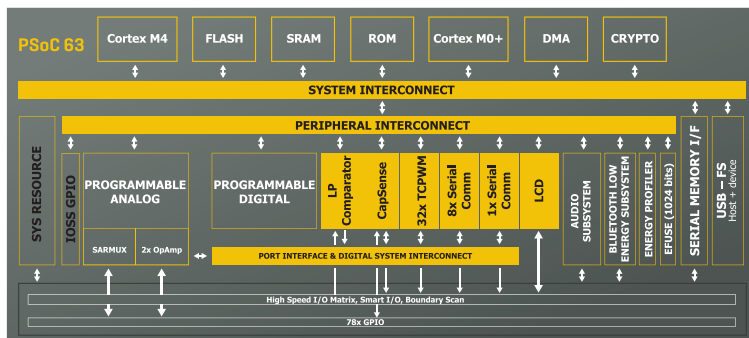 PSoC 63
Cortex M4
FLASH
SRAM
ROM
Cortex M0+
DMA
CRYPTO
SYSTEM INTERCONNECT
PERIPHERAL INTERCONNECT
SYS RESOURCE
IOSS GPIO
PROGRAMMABLE
ANALOG
SARMUX
2x OpAmp
PROGRAMMABLE
DIGITAL
LP
Comparator
CapSense
32x TCPWM
8x Serial
Comm
1x Serial
Comm
LCD
AUDIO
SUBSYSTEM
BLUETOOTH LOW
ENERGY SUBSYSTEM
ENERGY PROFILER
EFUSE (1024 bits)
SERIAL MEMORY I/F
USB – FS
Host + device
PORT INTERFACE & DIGITAL SYSTEM INTERCONNECT
High Speed I/O Matrix, Smart I/O, Boundary Scan
78x GPIO